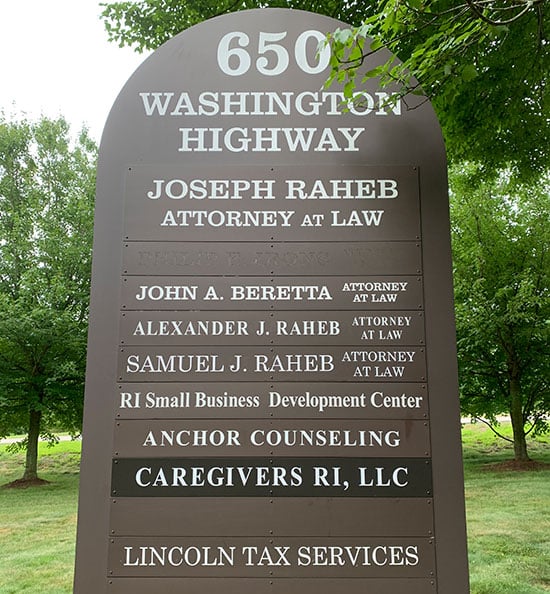 650
WASHINGTON
HIGHWAY
JOSEPH RAHEB
ATTORNEY AT LAW
JOHN A. BERETTA ATTORNEY AT LAW
ALEXANDER J. RAHEB ATTORNEY AT LAW
SAMUEL J. RAHEB ATTORNEY AT LAW
RI Small Business Development Center
ANCHOR COUNSELING
CAREGIVERS RI, LLC
LINCOLN TAX SERVICES